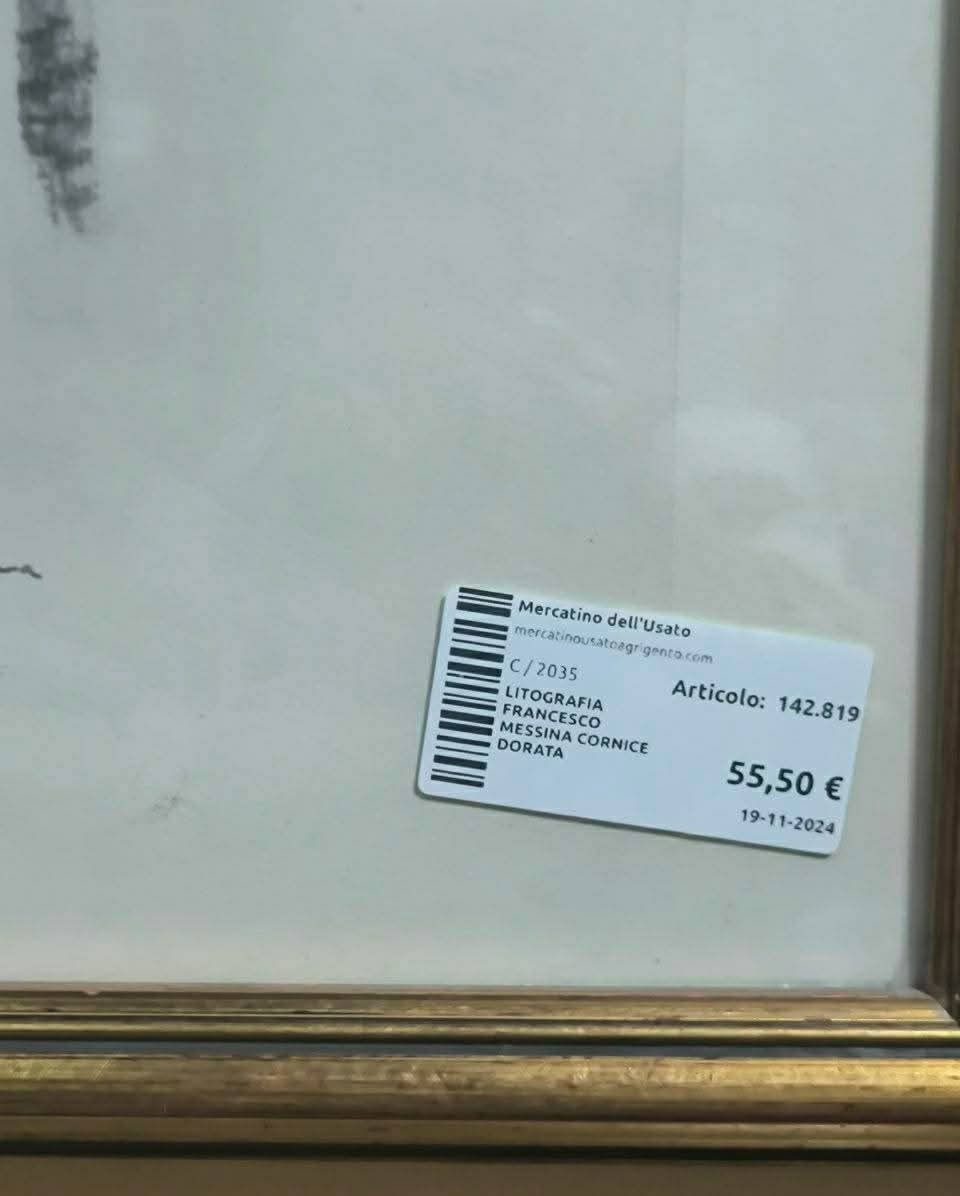 Mercatino dell'Usato
mercatinousatoagrigento.com
C/2035
Articolo: 142.819
LITOGRAFIA
FRANCESCO
MESSINA CORNICE
DORATA
55,50 €
19-11-2024